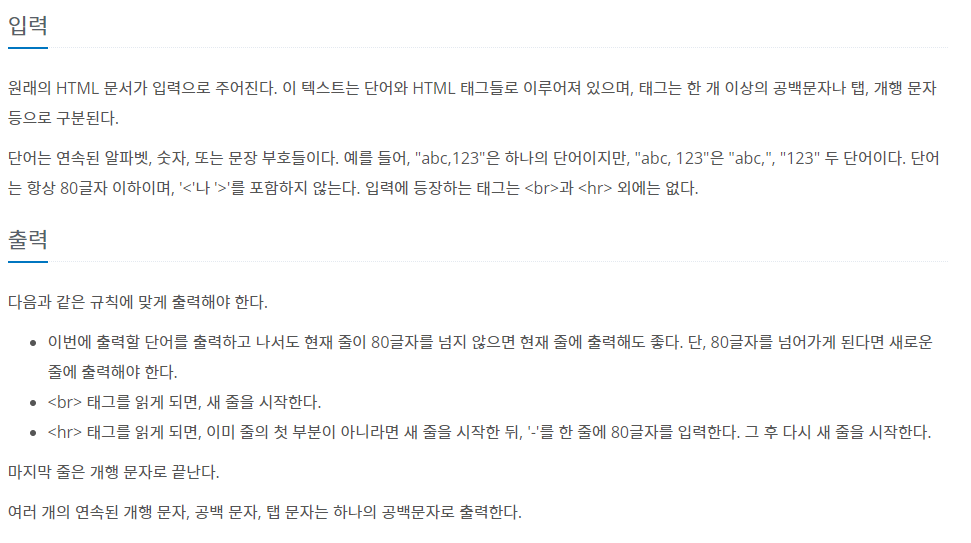 입력
원래의 HTML 문서가 입력으로 주어진다. 이 텍스트는 단어와 HTML 태그들로 이루어져 있으며, 태그는 한 개 이상의 공백문자나 탭, 개행 문자
등으로 구분된다.
단어는 연속된 알파벳, 숫자, 또는 문장 부호들이다. 예를 들어, "abc,123"은 하나의 단어이지만, "abc, 123"은 "abc,", "123" 두 단어이다. 단어
는 항상 80글자 이하이며, '<'나 '>'를 포함하지 않는다. 입력에 등장하는 태그는 <br>과 <hr> 외에는 없다.
출력
다음과 같은 규칙에 맞게 출력해야 한다.
• 이번에 출력할 단어를 출력하고 나서도 현재 줄이 80글자를 넘지 않으면 현재 줄에 출력해도 좋다. 단, 80글자를 넘어가게 된다면 새로운
줄에 출력해야 한다.
• <br> 태그를 읽게 되면, 새 줄을 시작한다.
• <hr> 태그를 읽게 되면, 이미 줄의 첫 부분이 아니라면 새 줄을 시작한 뒤, '-'를 한 줄에 80글자를 입력한다. 그 후 다시 새 줄을 시작한다.
마지막 줄은 개행 문자로 끝난다.
여러 개의 연속된 개행 문자, 공백 문자, 탭 문자는 하나의 공백문자로 출력한다.